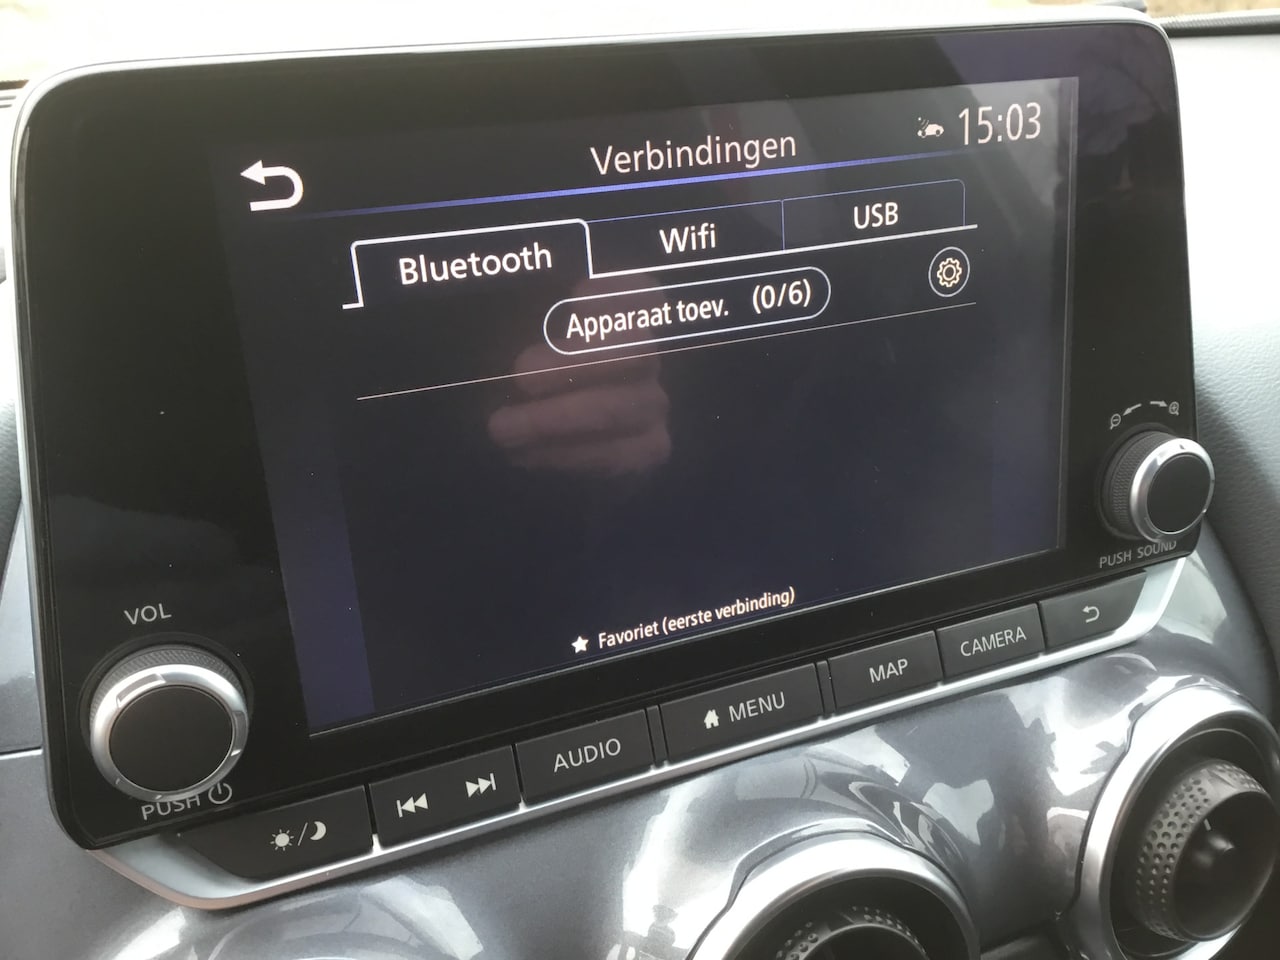 Verbindingen
15:03
Bluetooth
Wifi
USB
Apparaat toev. (0/6)
Favoriet (eerste verbinding)
VOL
PUSH
PUSH SOUND
AUDIO
MENU
MAP
CAMERA